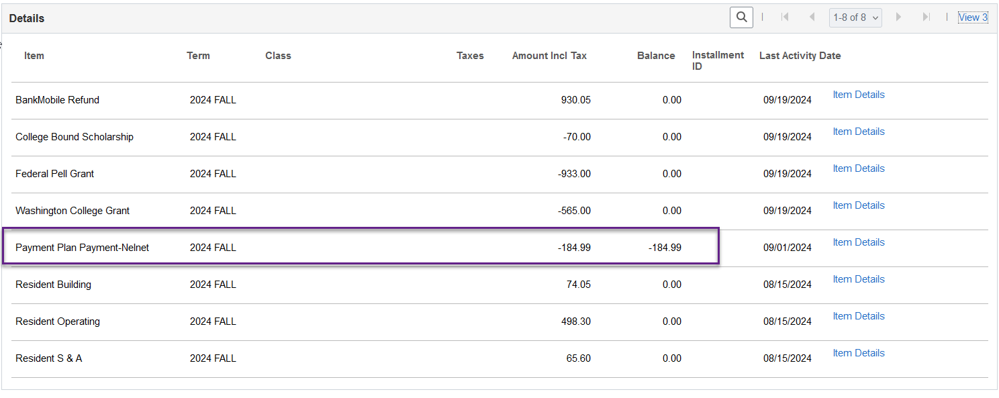 Details 1-8 of 8 View 3
Item Term Class Taxes Amount Incl Tax Balance Installment ID Last Activity Date
BankMobile Refund 2024 FALL 930.05 0.00 09/19/2024 Item Details
College Bound Scholarship 2024 FALL -70.00 0.00 09/19/2024 Item Details
Federal Pell Grant 2024 FALL -933.00 0.00 09/19/2024 Item Details
Washington College Grant 2024 FALL -565.00 0.00 09/19/2024 Item Details
Payment Plan Payment-Nelnet 2024 FALL -184.99 -184.99 09/01/2024 Item Details
Resident Building 2024 FALL 74.05 0.00 08/15/2024 Item Details
Resident Operating 2024 FALL 498.30 0.00 08/15/2024 Item Details
Resident S & A 2024 FALL 65.60 0.00 08/15/2024 Item Details